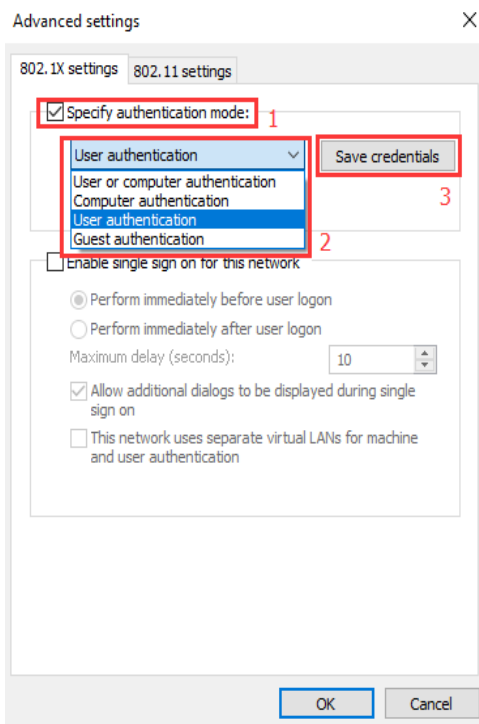 Advanced settings
802.1X settings 802.11 settings
Specify authentication mode: 1
User authentication Save credentials
User or computer authentication
Computer authentication 3
User authentication
Guest authentication 2
Enable single sign on for this network
Perform immediately before user logon
Perform immediately after user logon
Maximum delay (seconds): 10
Allow additional dialogs to be displayed during single
sign on
This network uses separate virtual LANs for machine
and user authentication
OK Cancel